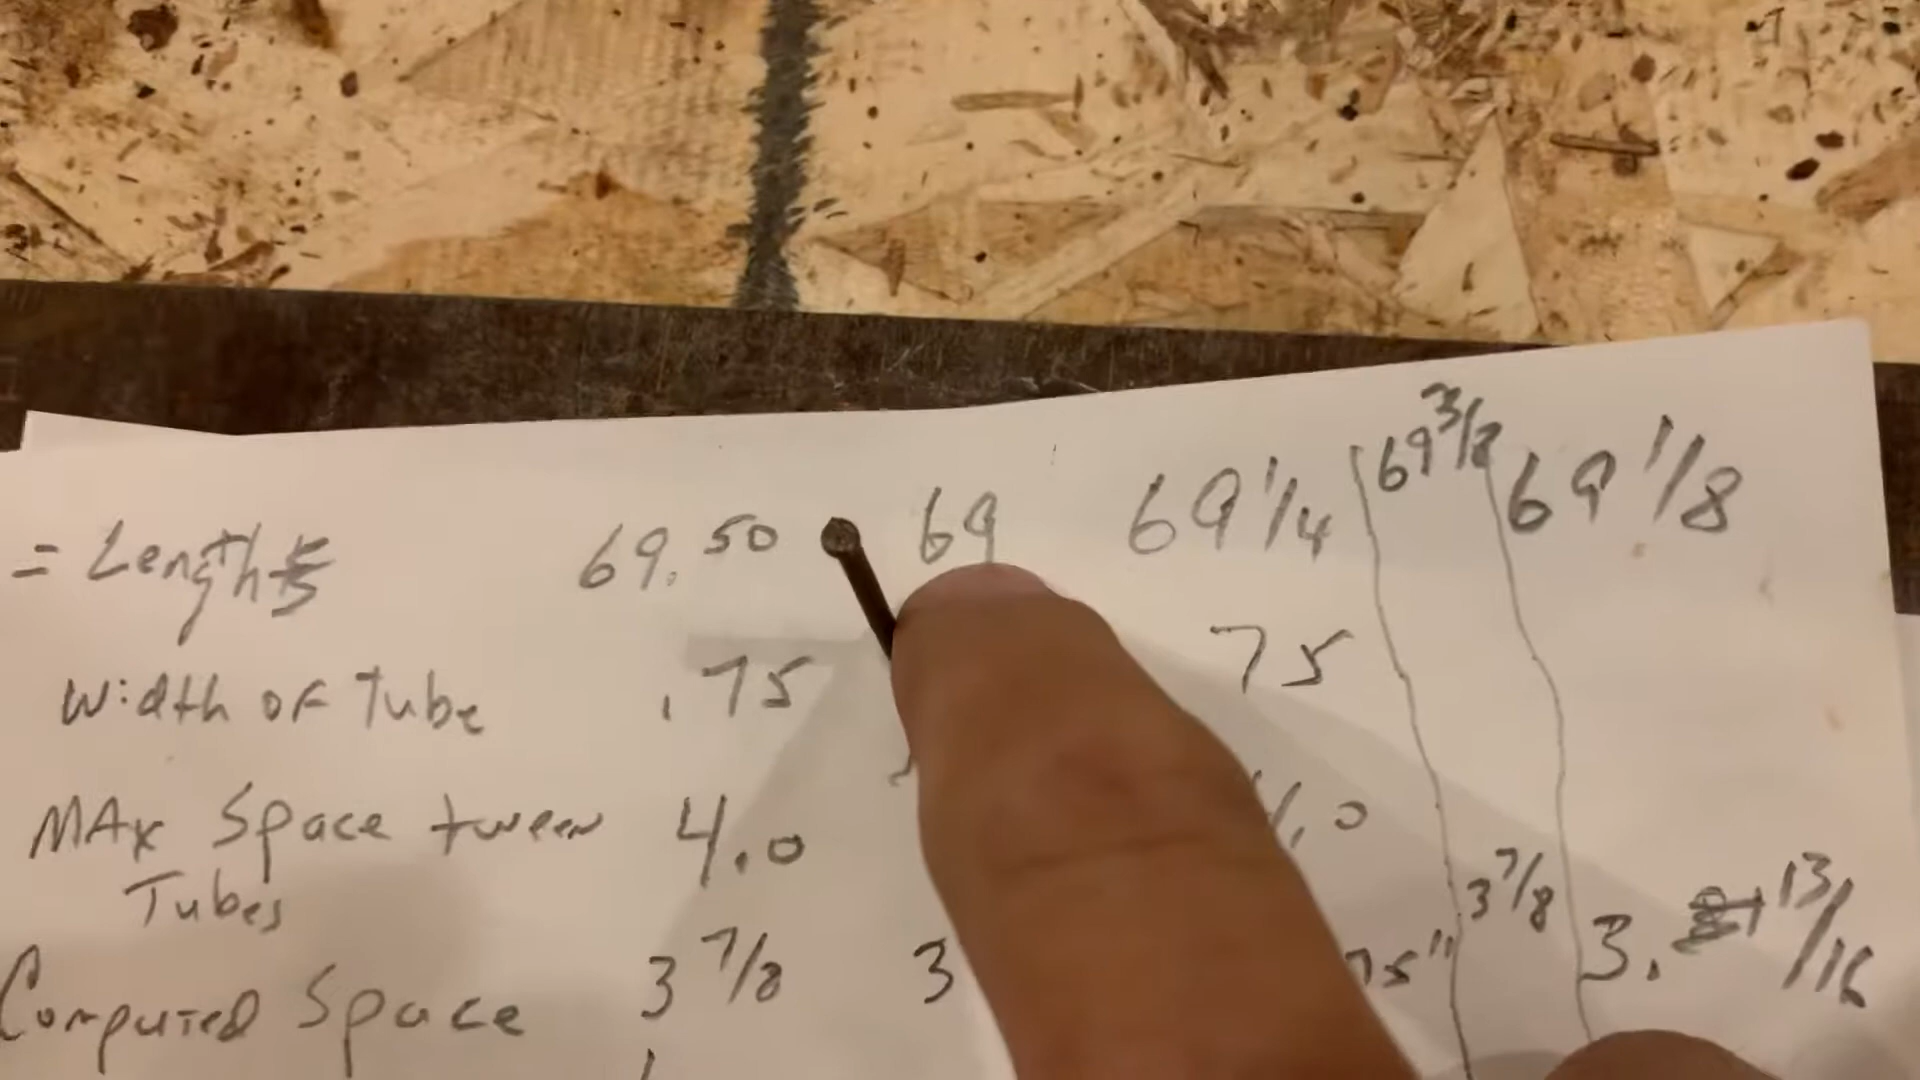 = Lengths 69.50 69 69 1/4 69 3/8 69 1/8
Width of Tube .75 75
MAx Space tween 4.0
Tubes
Computed Space 3 7/8 3 75" 3 7/8 3. 13/16